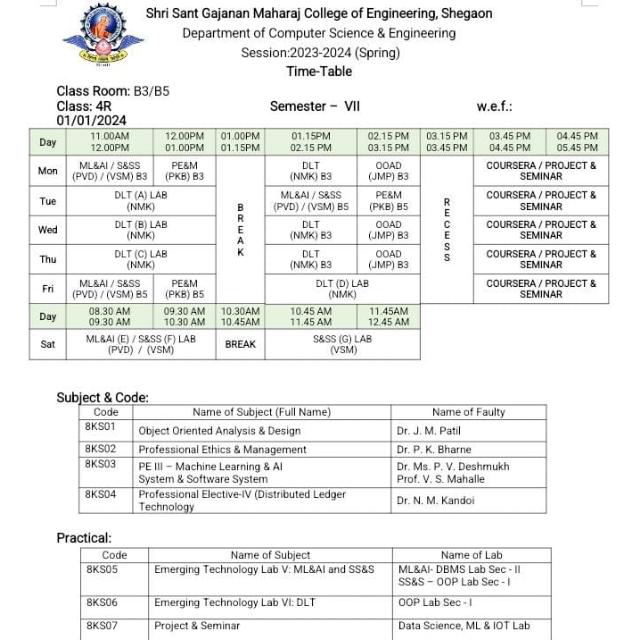 Shri Sant Gajanan Maharaj College of Engineering, Shegaon
Department of Computer Science & Engineering
Session:2023-2024 (Spring)
Time-Table
Class Room: B3/B5
Class: 4R Semester – VII w.e.f.:
01/01/2024
Day 11.00AM 12.00PM 12.00PM 01.00PM 01.00PM 01.15PM 01.15PM 02.15 PM 02.15 PM 03.15 PM 03.15 PM 03.45 PM 03.45 PM 04.45 PM 04.45 PM 05.45 PM
Mon ML&AI / S&SS (PVD) / (VSM) B3 PE&M (PKB) B3 BREAK DLT (NMK) B3 OOAD (JMP) B3 RECESS COURSERA / PROJECT & SEMINAR
Tue DLT (A) LAB (NMK) ML&AI / S&SS (PVD) / (VSM) B5 PE&M (PKB) B5 COURSERA / PROJECT & SEMINAR
Wed DLT (B) LAB (NMK) DLT (NMK) B3 OOAD (JMP) B3 COURSERA / PROJECT & SEMINAR
Thu DLT (C) LAB (NMK) DLT (NMK) B3 OOAD (JMP) B3 COURSERA / PROJECT & SEMINAR
Fri ML&AI / S&SS (PVD) / (VSM) B5 PE&M (PKB) B5 DLT (D) LAB (NMK) COURSERA / PROJECT & SEMINAR
Day 08.30 AM 09.30 AM 09.30 AM 10.30 AM 10.30AM 10.45AM 10.45 AM 11.45 AM 11.45AM 12.45 AM
Sat ML&AI (E) / S&SS (F) LAB (PVD) / (VSM) BREAK S&SS (G) LAB (VSM)
Subject & Code:
Code Name of Subject (Full Name) Name of Faulty
8KS01 Object Oriented Analysis & Design Dr. J. M. Patil
8KS02 Professional Ethics & Management Dr. P. K. Bharne
8KS03 PE III – Machine Learning & AI Dr. Ms. P. V. Deshmukh
System & Software System Prof. V. S. Mahalle
8KS04 Professional Elective-IV (Distributed Ledger
Technology Dr. N. M. Kandoi
Practical:
Code Name of Subject Name of Lab
8KS05 Emerging Technology Lab V: ML&AI and SS&S ML&AI- DBMS Lab Sec - II
SS&S – OOP Lab Sec - I
8KS06 Emerging Technology Lab VI: DLT OOP Lab Sec - I
8KS07 Project & Seminar Data Science, ML & IOT Lab